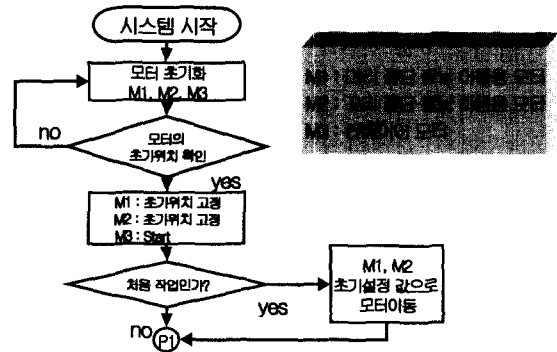 시스템 시작
모터 초기화
M1, M2, M3
no
모터의
초기위치 확인
yes
M1 : 초기위치 고정
M2 : 초기위치 고정
M3 : Start
처음 작업인가?
yes
M1, M2
초기설정 값으로
모터이동
no
P1
M1 :
M2 :
M3 : 모터